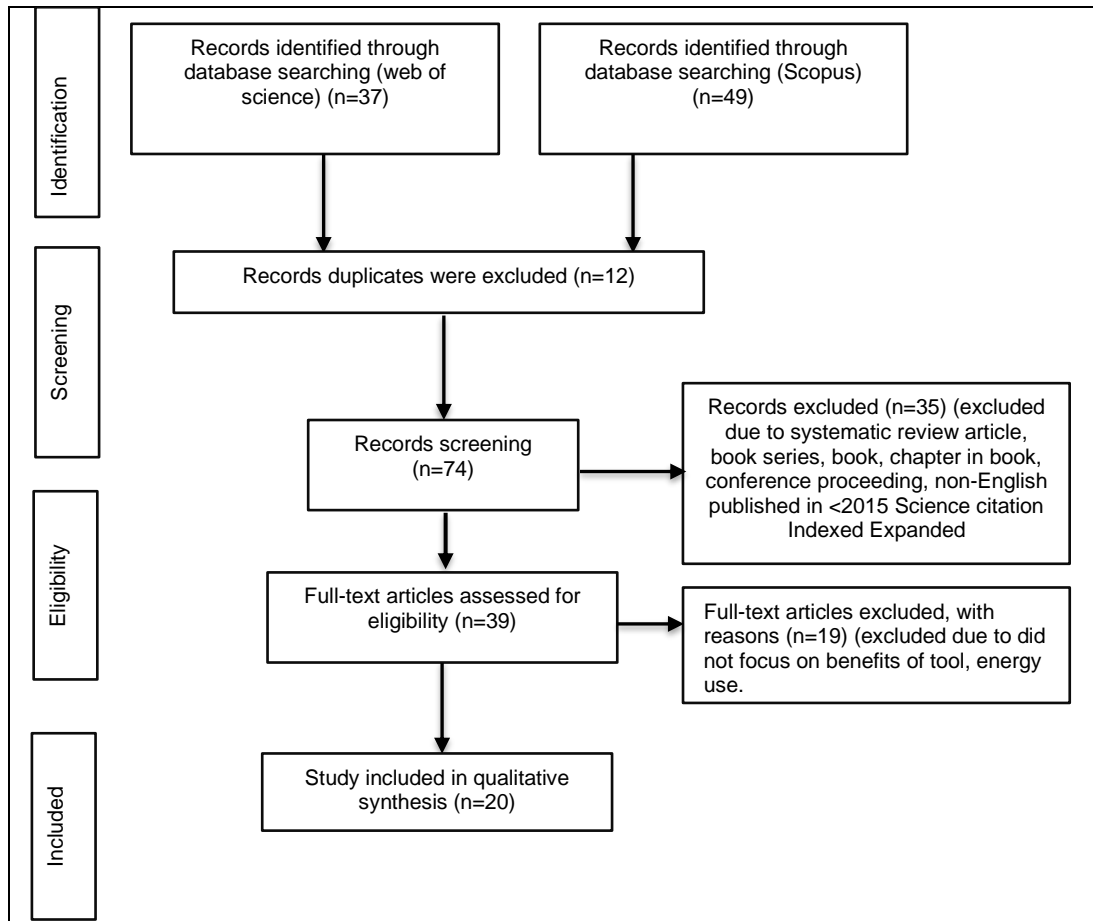 Identification
Records identified through
database searching (web of
science) (n=37)
Records identified through
database searching (Scopus)
(n=49)
Screening
Records duplicates were excluded (n=12)
Records screening
(n=74)
Records excluded (n=35) (excluded
due to systematic review article,
book series, book, chapter in book,
conference proceeding, non-English
published in <2015 Science citation
Indexed Expanded
Eligibility
Full-text articles assessed for
eligibility (n=39)
Full-text articles excluded, with
reasons (n=19) (excluded due to did
not focus on benefits of tool, energy
use.
Included
Study included in qualitative
synthesis (n=20)